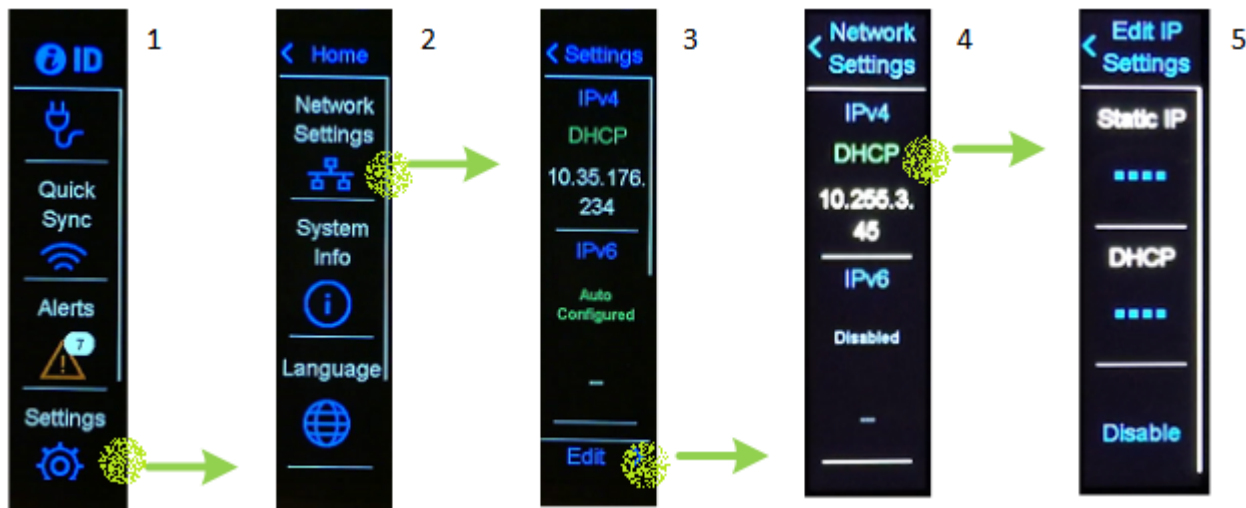 1
ID
Quick
Sync
Alerts
7
Settings
2
Home
Network
Settings
System
Info
i
Language
3
Settings
IPv4
DHCP
10.35.176.
234
IPv6
Auto
Configured
–
Edit
4
Network
Settings
IPv4
DHCP
10.255.3.
45
IPv6
Disabled
–
5
Edit IP
Settings
Static IP
DHCP
Disable